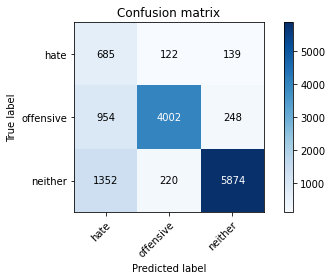 Confusion matrix
True label
hate 685 122 139
offensive 954 4002 248
neither 1352 220 5874
hate offensive neither
Predicted label
5000
4000
3000
2000
1000